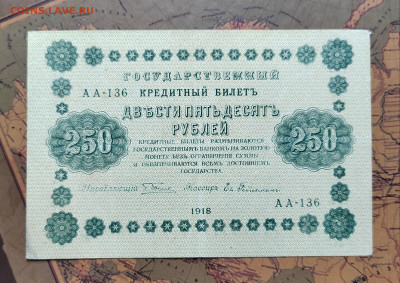 COINS.LAVE.RU
ГОСУДАРСТВЕННЫЙ
АА-136 КРЕДИТНЫЙ БИЛЕТЪ
ДВѢСТИ ПЯТЬДЕСЯТЪ
РУБЛЕЙ
250 250
КРЕДИТНЫЕ БИЛЕТЫ РАЗМѢНИВАЮТСЯ
ГОСУДАРСТВЕННЫМЪ БАНКОМЪ НА ЗОЛОТУЮ
МОНЕТУ БЕЗЪ ОГРАНИЧЕНІЯ СУММЫ
И ОБЕЗПЕЧИВАЮТСЯ ВСѢМЪ ДОСТОЯНІЕМЪ
ГОСУДАРСТВА.
Управляющій Кассиръ
АА-136
1918